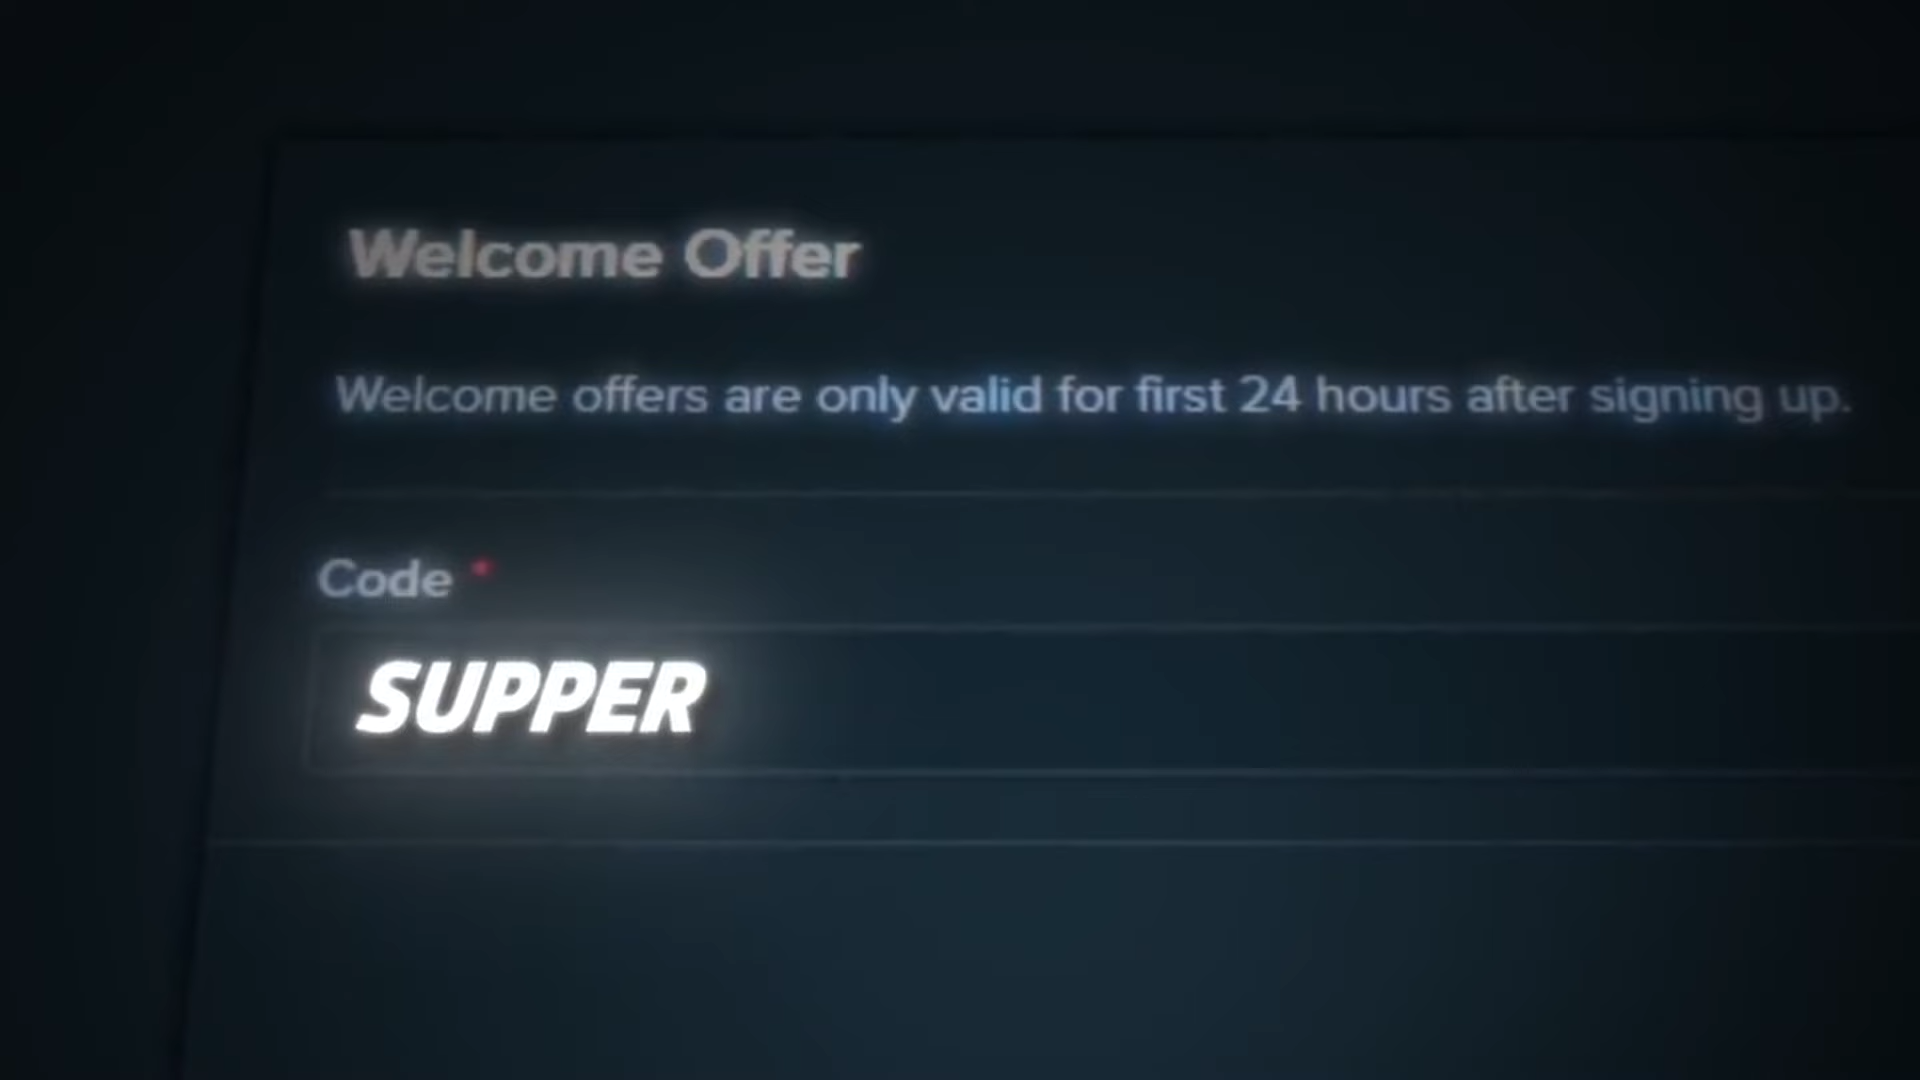 Welcome Offer
Welcome offers are only valid for first 24 hours after signing up.
Code *
SUPPER